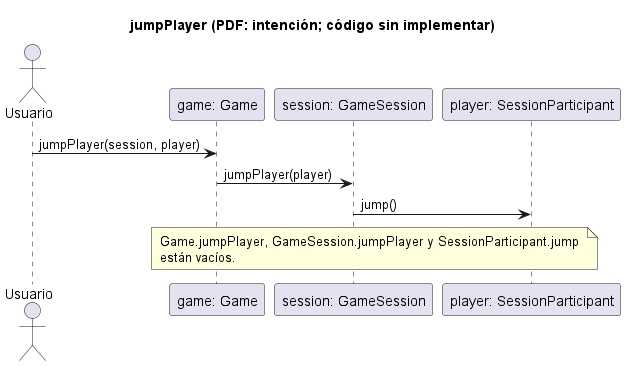 jumpPlayer (PDF: intención; código sin implementar)
Usuario
game: Game
session: GameSession
player: SessionParticipant
jumpPlayer(session, player)
jumpPlayer(player)
jump()
Game.jumpPlayer, GameSession.jumpPlayer y SessionParticipant.jump
están vacíos.
Usuario
game: Game
session: GameSession
player: SessionParticipant